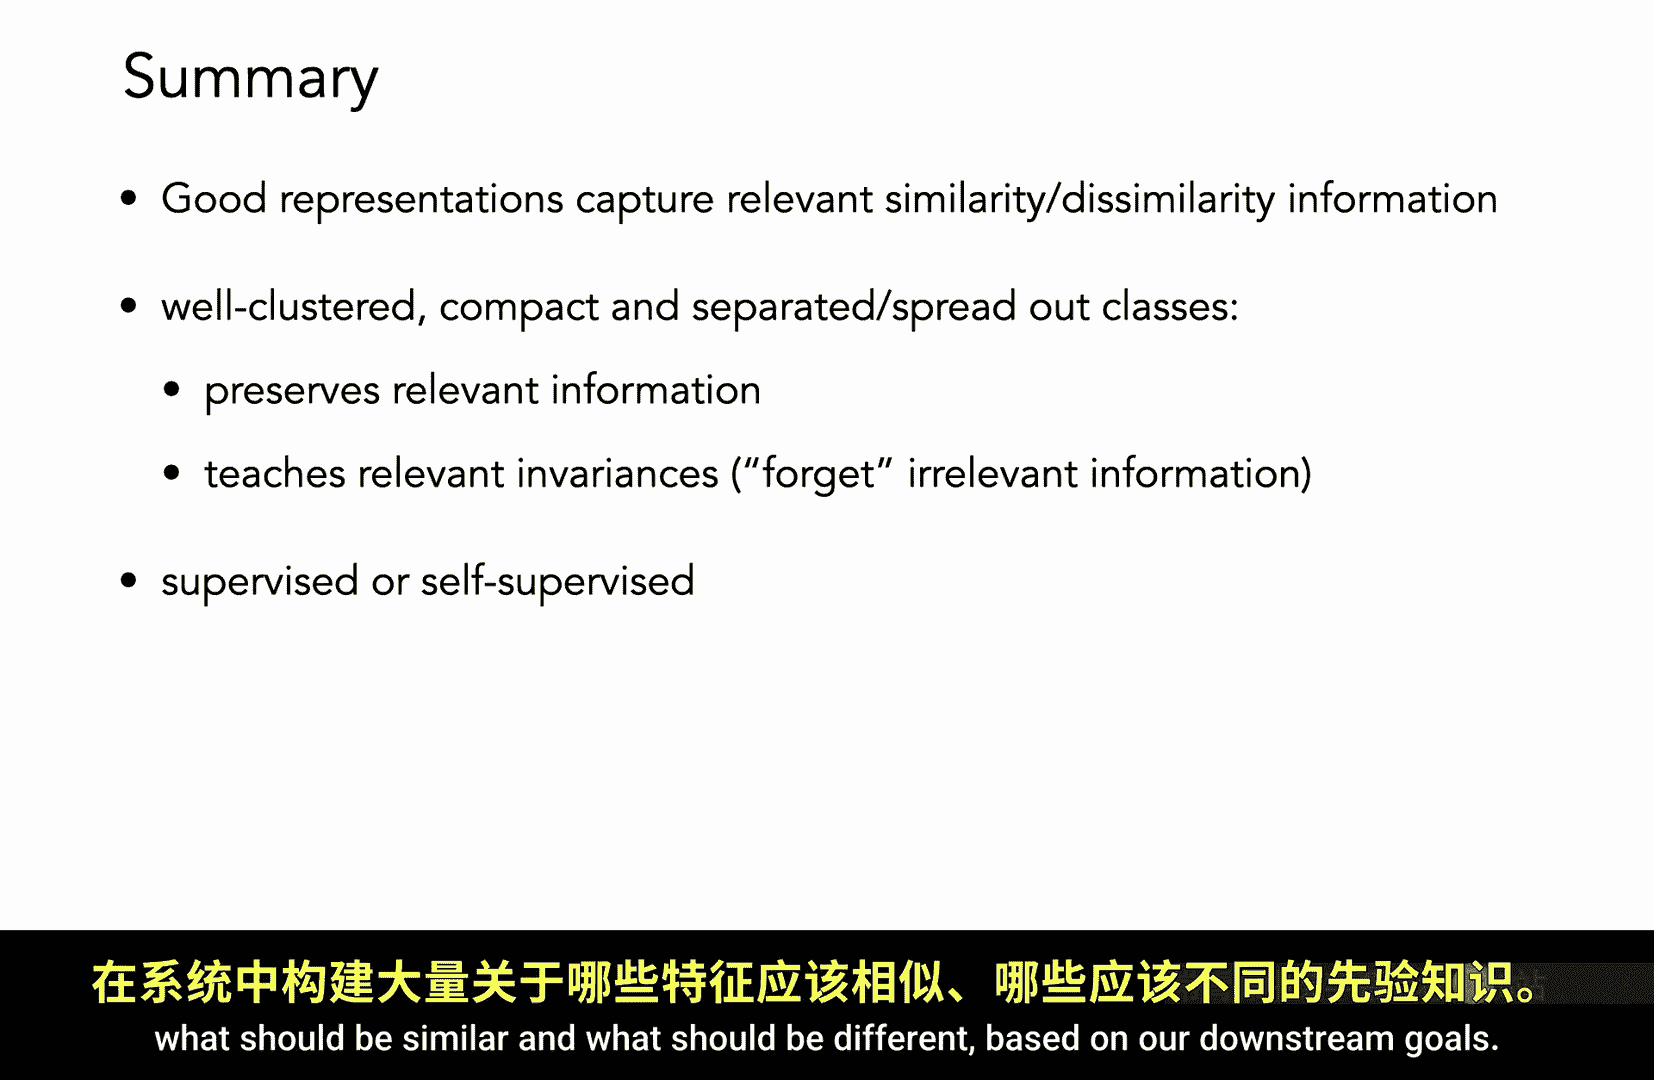 Summary
• Good representations capture relevant similarity/dissimilarity information
• well-clustered, compact and separated/spread out classes:
• preserves relevant information
• teaches relevant invariances (“forget” irrelevant information)
• supervised or self-supervised
在系统中构建大量关于哪些特征应该相似、哪些应该不同的先验知识。
what should be similar and what should be different, based on our downstream goals.